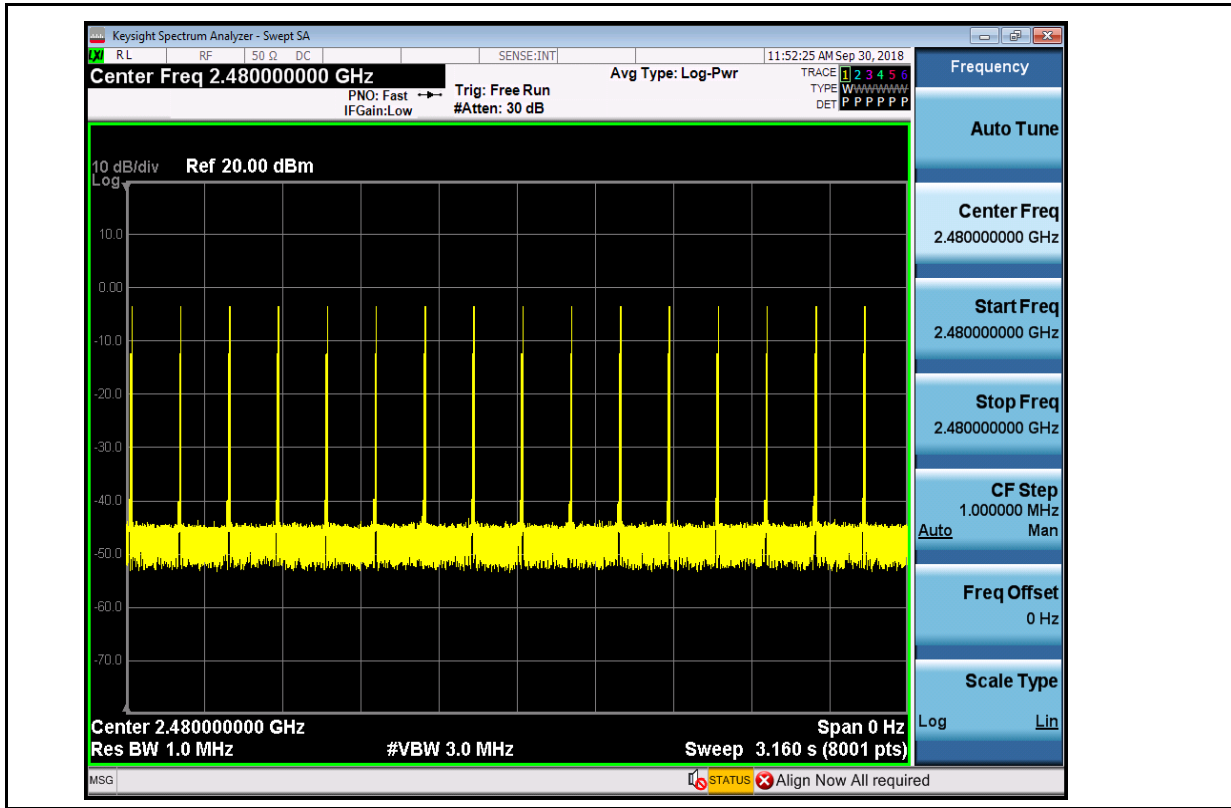 Keysight Spectrum Analyzer - Swept SA
LXI RL RF 50 Ω DC SENSE:INT 11:52:25 AM Sep 30, 2018
Center Freq 2.480000000 GHz
PNO: Fast
IFGain:Low
Trig: Free Run
#Atten: 30 dB
Avg Type: Log-Pwr
TRACE 1 2 3 4 5 6
TYPE WWWWWW
DET P P P P P P
10 dB/div Ref 20.00 dBm
Log
10.0
0.00
-10.0
-20.0
-30.0
-40.0
-50.0
-60.0
-70.0
Center 2.480000000 GHz Span 0 Hz
Res BW 1.0 MHz #VBW 3.0 MHz Sweep 3.160 s (8001 pts)
MSG STATUS Align Now All required
Frequency
Auto Tune
Center Freq
2.480000000 GHz
Start Freq
2.480000000 GHz
Stop Freq
2.480000000 GHz
CF Step
1.000000 MHz
Auto Man
Freq Offset
0 Hz
Scale Type
Log Lin